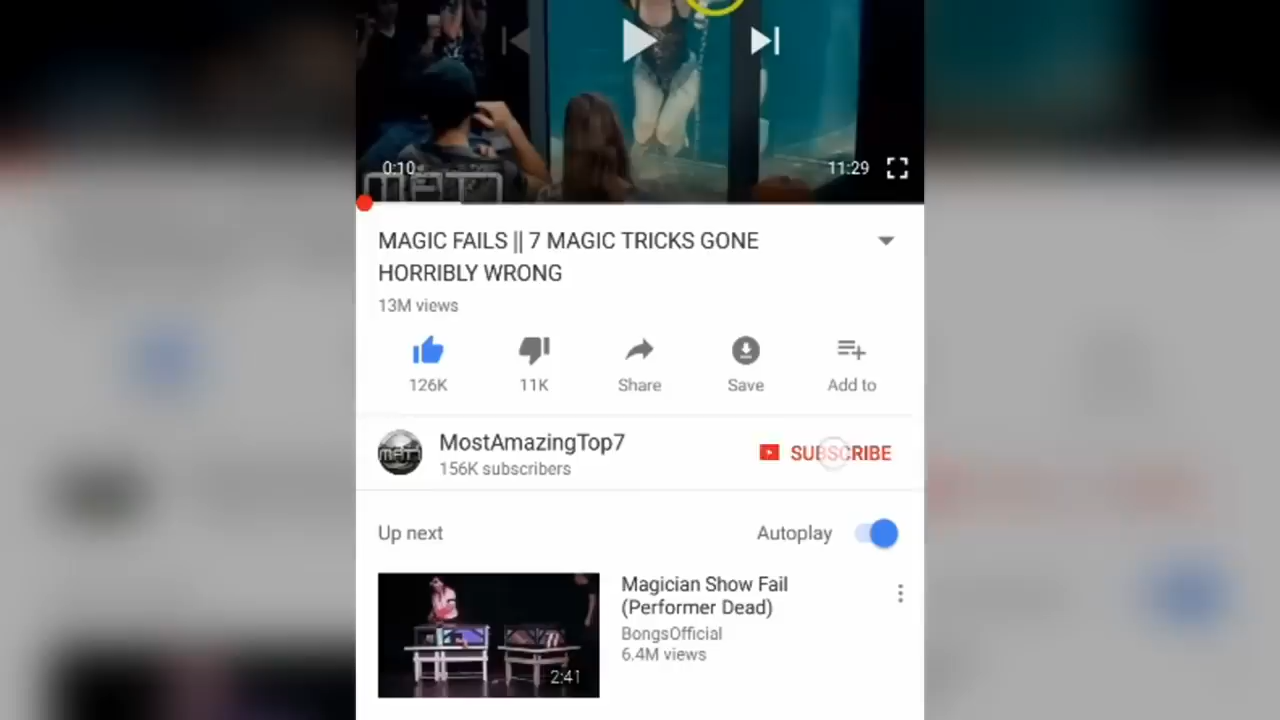 0:10
11:29
MAT7
MAGIC FAILS || 7 MAGIC TRICKS GONE
HORRIBLY WRONG
13M views
126K
11K
Share
Save
Add to
MAT7
MostAmazingTop7
156K subscribers
SUBSCRIBE
Up next
Autoplay
2:41
Magician Show Fail
(Performer Dead)
BongsOfficial
6.4M views